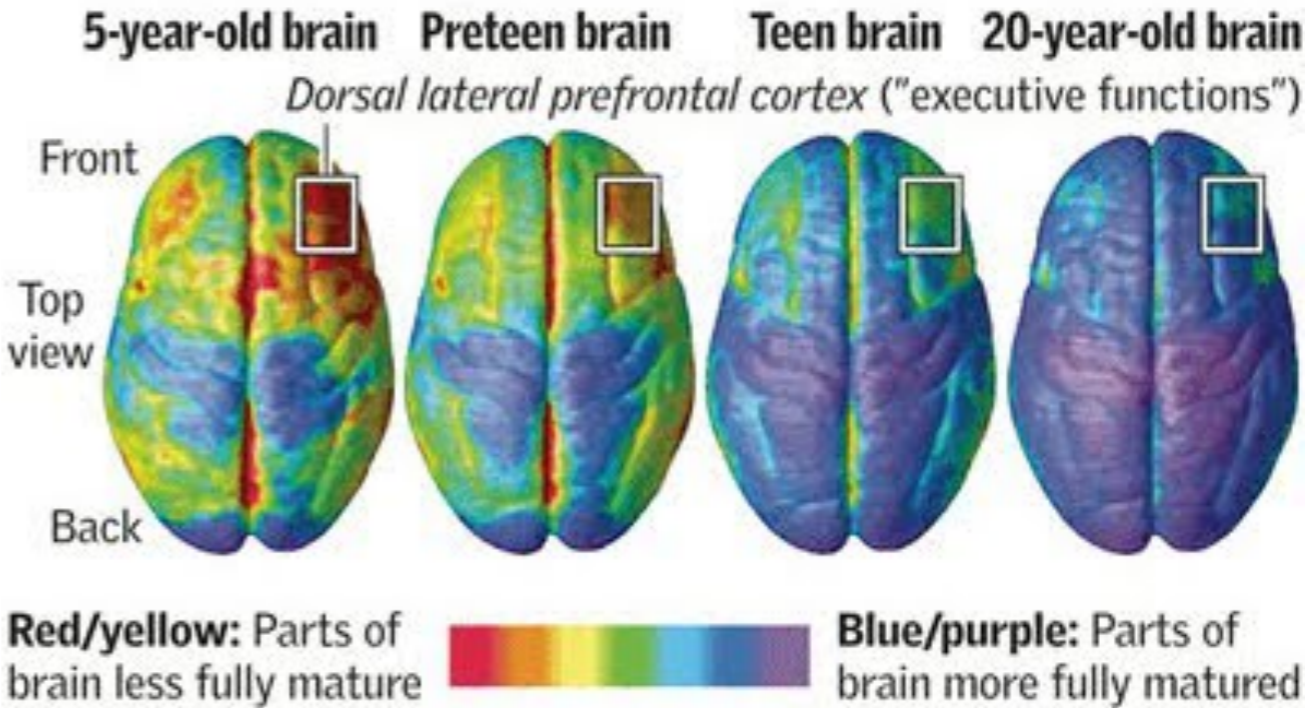 5-year-old brain Preteen brain Teen brain 20-year-old brain
Dorsal lateral prefrontal cortex ("executive functions")
Front
Top
view
Back
Red/yellow: Parts of
brain less fully mature
Blue/purple: Parts of
brain more fully matured